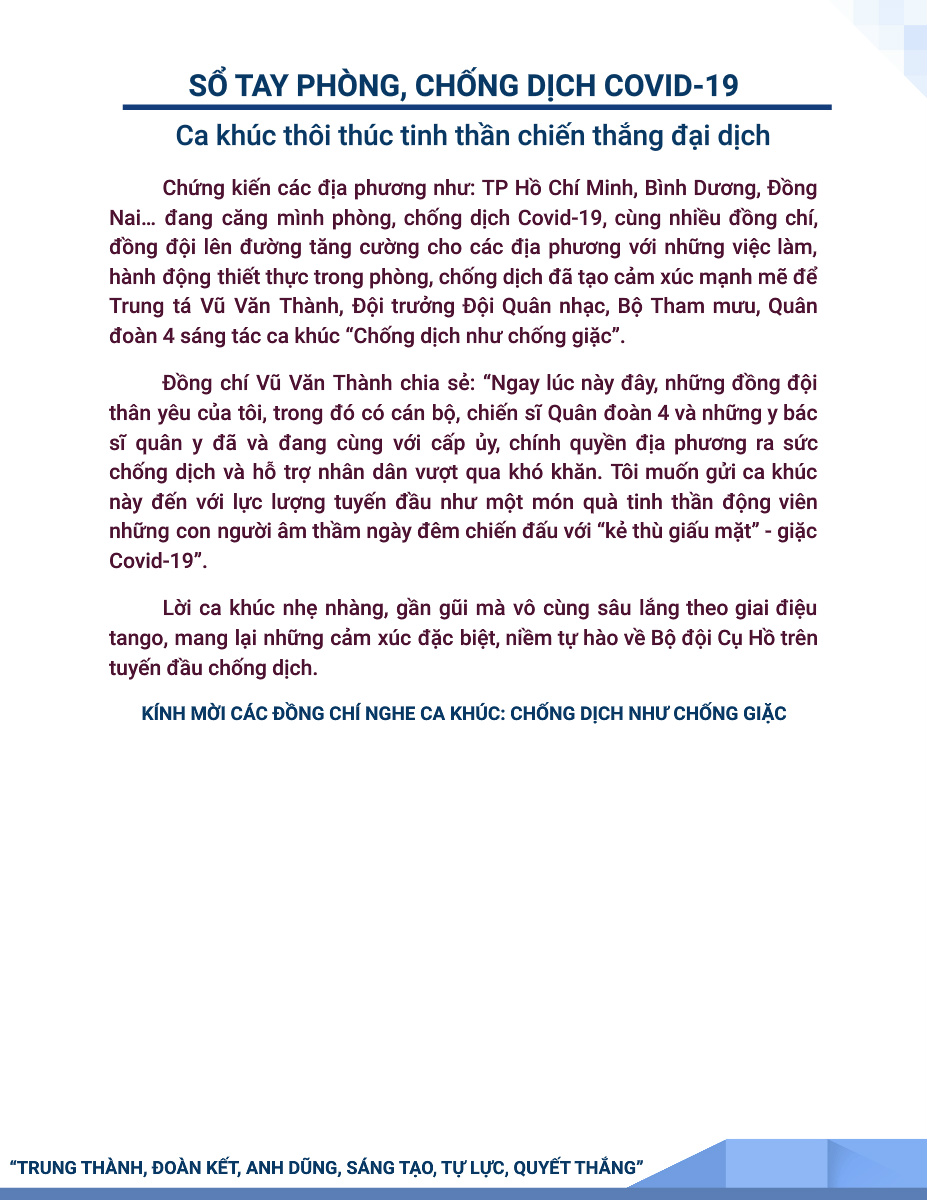 SỔ TAY PHÒNG, CHỐNG DỊCH COVID-19
Ca khúc thôi thúc tinh thần chiến thắng đại dịch
Chứng kiến các địa phương như: TP Hồ Chí Minh, Bình Dương, Đồng
Nai… đang căng mình phòng, chống dịch Covid-19, cùng nhiều đồng chí,
đồng đội lên đường tăng cường cho các địa phương với những việc làm,
hành động thiết thực trong phòng, chống dịch đã tạo cảm xúc mạnh mẽ để
Trung tá Vũ Văn Thành, Đội trưởng Đội Quân nhạc, Bộ Tham mưu, Quân
đoàn 4 sáng tác ca khúc “Chống dịch như chống giặc”.
Đồng chí Vũ Văn Thành chia sẻ: “Ngay lúc này đây, những đồng đội
thân yêu của tôi, trong đó có cán bộ, chiến sĩ Quân đoàn 4 và những y bác
sĩ quân y đã và đang cùng với cấp ủy, chính quyền địa phương ra sức
chống dịch và hỗ trợ nhân dân vượt qua khó khăn. Tôi muốn gửi ca khúc
này đến với lực lượng tuyến đầu như một món quà tinh thần động viên
những con người âm thầm ngày đêm chiến đấu với “kẻ thù giấu mặt” - giặc
Covid-19”.
Lời ca khúc nhẹ nhàng, gần gũi mà vô cùng sâu lắng theo giai điệu
tango, mang lại những cảm xúc đặc biệt, niềm tự hào về Bộ đội Cụ Hồ trên
tuyến đầu chống dịch.
KÍNH MỜI CÁC ĐỒNG CHÍ NGHE CA KHÚC: CHỐNG DỊCH NHƯ CHỐNG GIẶC
“TRUNG THÀNH, ĐOÀN KẾT, ANH DŨNG, SÁNG TẠO, TỰ LỰC, QUYẾT THẮNG”